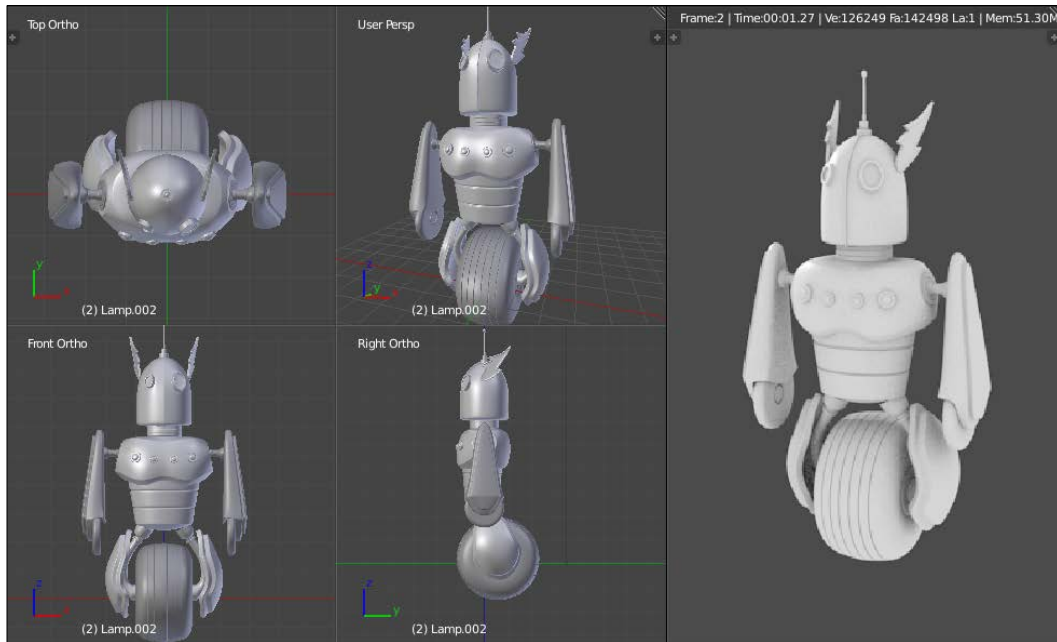 Top Ortho
User Persp
Frame:2 | Time:00:01.27 | Ve:126249 Fa:142498 La:1 | Mem:51.30M
z
y
x
y
x
(2) Lamp.002
(2) Lamp.002
Front Ortho
Right Ortho
z
x
z
y
(2) Lamp.002
(2) Lamp.002